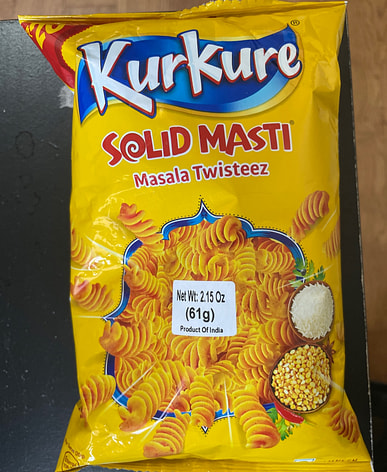 KurKure®
SOLID MASTI®
Masala Twisteez
Net Wt: 2.15 Oz
(61g)
Product Of India